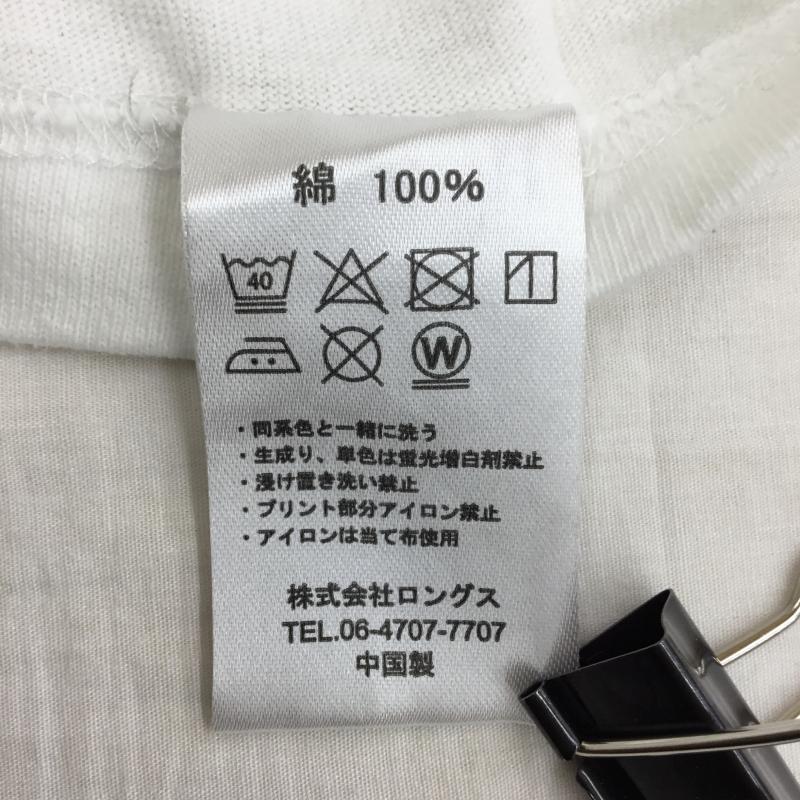 綿 100%
40
W
・同系色と一緒に洗う
・生成り、単色は蛍光増白剤禁止
・浸け置き洗い禁止
・プリント部分アイロン禁止
・アイロンは当て布使用
株式会社ロングス
TEL.06-4707-7707
中国製